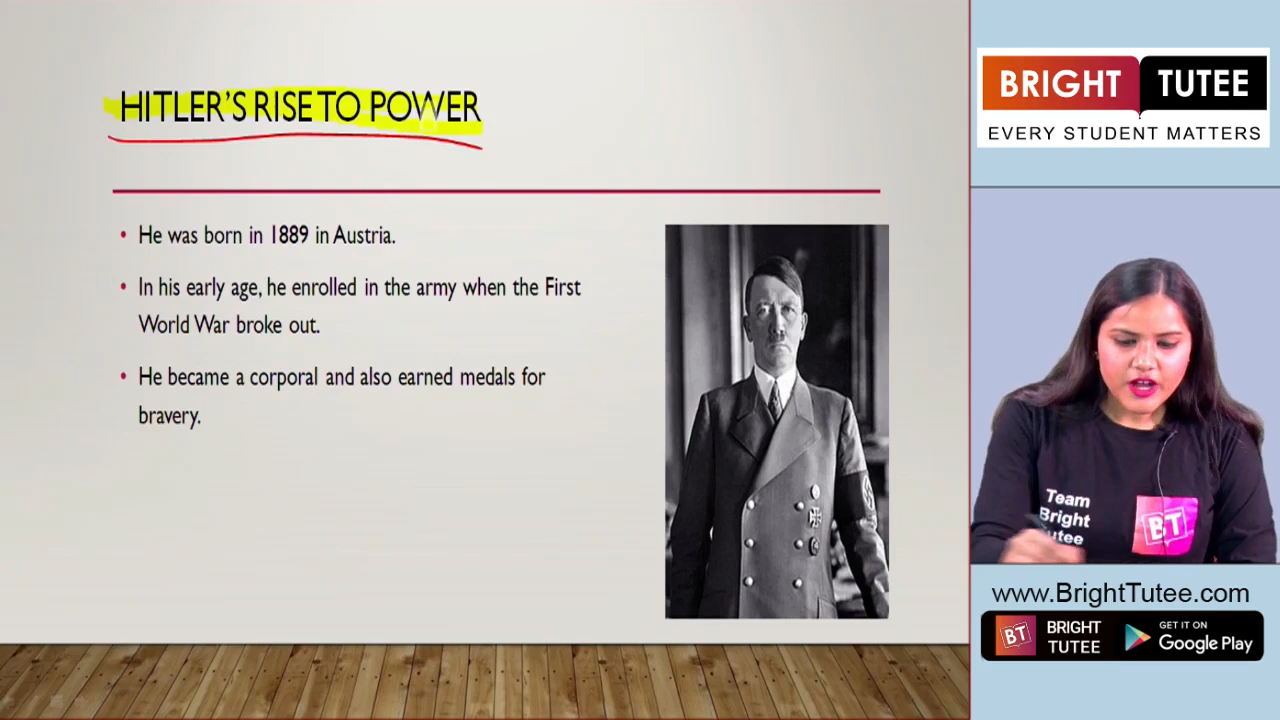 HITLER'S RISE TO POWER
• He was born in 1889 in Austria.
• In his early age, he enrolled in the army when the First
World War broke out.
• He became a corporal and also earned medals for
bravery.
BRIGHT TUTEE
EVERY STUDENT MATTERS
Team
Bright
Tutee
BT
www.BrightTutee.com
BT
BRIGHT
TUTEE
GET IT ON
Google Play